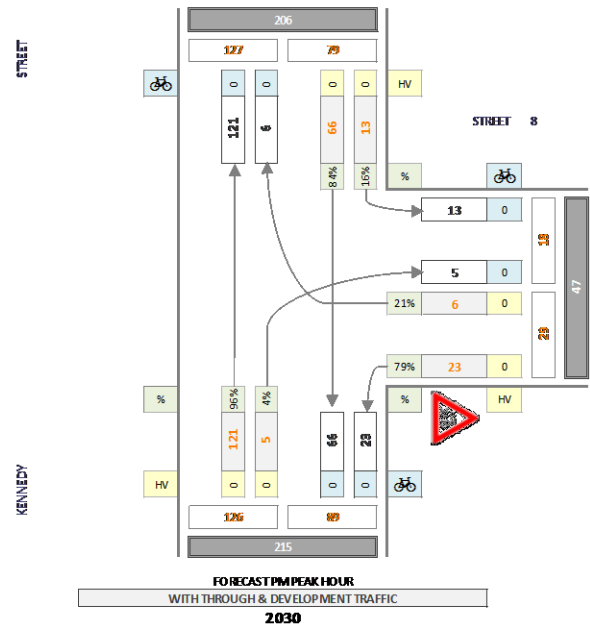 206
127 79
STREET
0 0 0 0 HV
121 6 66 13
STREET 8
84% 16% % 
13 0
18
5 0
47
21% 6 0
29
79% 23 0
% 96% 4% % HV
121 5 66 23
KENNEDY
HV 0 0 0 0
126 89
215
FORECAST PM PEAK HOUR
WITH THROUGH & DEVELOPMENT TRAFFIC
2030